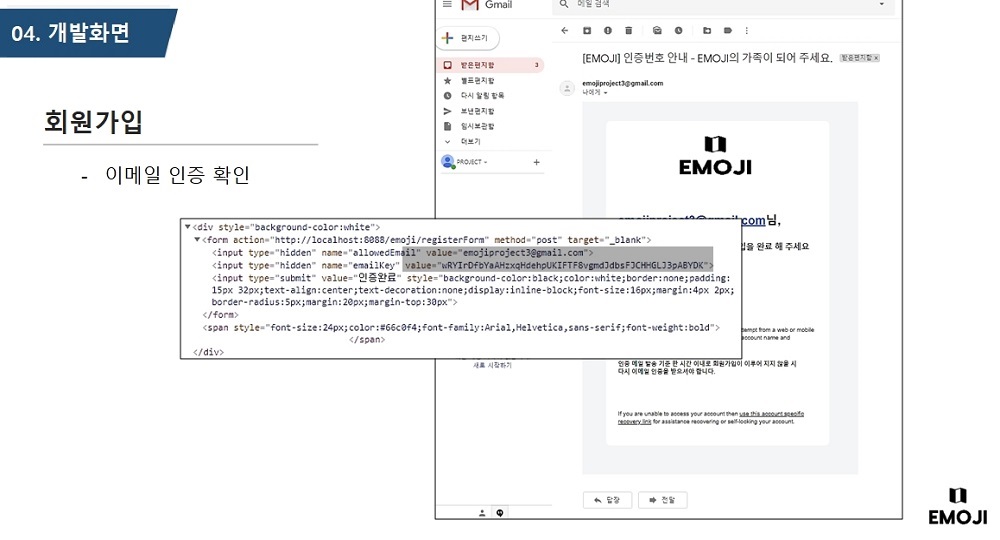 04. 개발화면
회원가입
- 이메일 인증 확인
Gmail
메일 검색
편지쓰기
받은편지함 3
별표편지함
다시 알림 항목
보낸편지함
임시보관함
더보기
PROJECT
[EMOJI] 인증번호 안내 - EMOJI의 가족이 되어 주세요. 받은편지함 x
emojiproject3@gmail.com
나에게
EMOJI
emojiproject3@gmail.com님,
입을 완료 해 주세요
<div style="background-color:white">
<form action="http://localhost:8088/emoji/registerForm" method="post" target="_blank">
<input type="hidden" name="allowedEmail" value="emojiproject3@gmail.com">
<input type="hidden" name="emailKey" value="wRYIrDfbYaAHzxqHdehpUKIFTF8vgmdJdbsFJCHHGLJ3pABYDK">
<input type="submit" value="인증완료" style="background-color:black;color:white;border:none;padding:
15px 32px;text-align:center;text-decoration:none;display:inline-block;font-size:16px;margin:4px 2px;
border-radius:5px;margin:20px;margin-top:30px">
</form>
<span style="font-size:24px;color:#66c0f4;font-family:Arial,Helvetica,sans-serif;font-weight:bold">
</span>
</div>
새로 시작하기
tempt from a web or mobile
account name and
인증 메일 발송 기준 한 시간 이내로 회원가입이 이루어 지지 않을 시
다시 이메일 인증을 받으셔야 합니다.
If you are unable to access your account then use this account specific
recovery link for assistance recovering or self-locking your account.
답장
전달
EMOJI